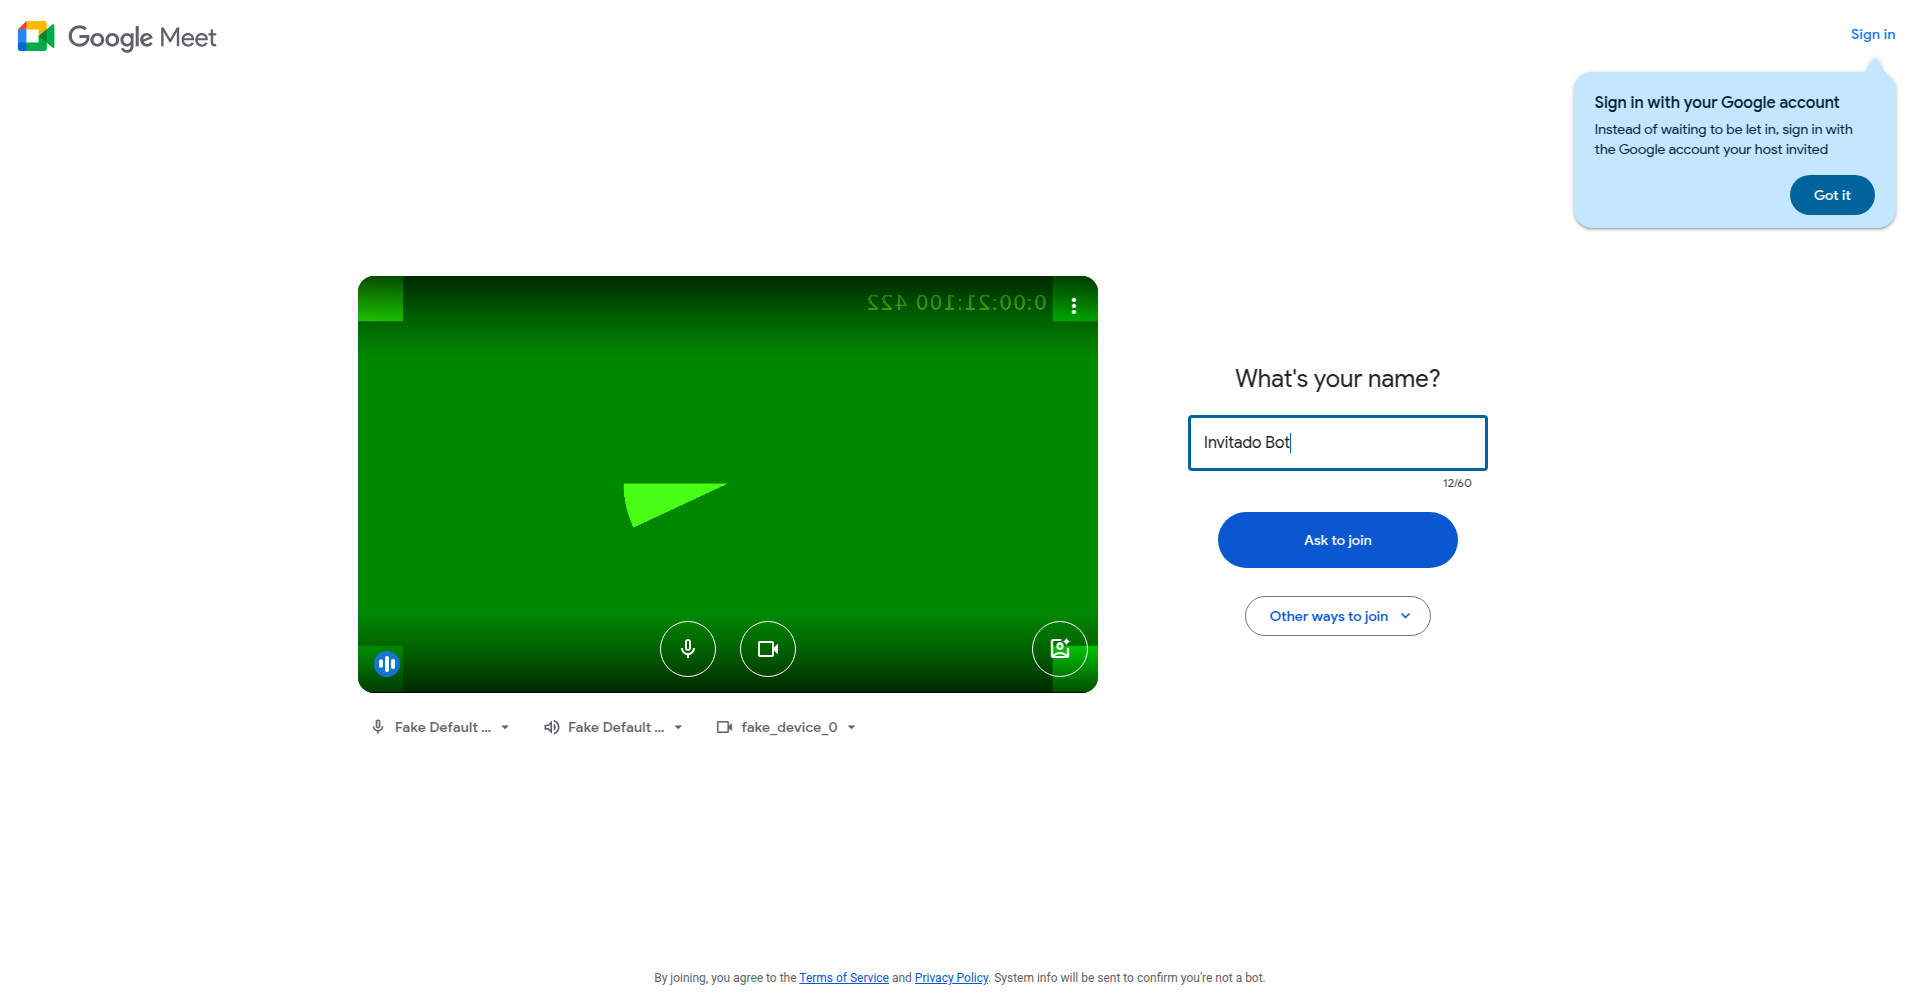 Google Meet
Sign in
Sign in with your Google account
Instead of waiting to be let in, sign in with
the Google account your host invited
Got it
0:00:21:100 422
What's your name?
Invitado Bot
12/60
Ask to join
Other ways to join
Fake Default ...
Fake Default ...
fake_device_0
By joining, you agree to the Terms of Service and Privacy Policy. System info will be sent to confirm you're not a bot.